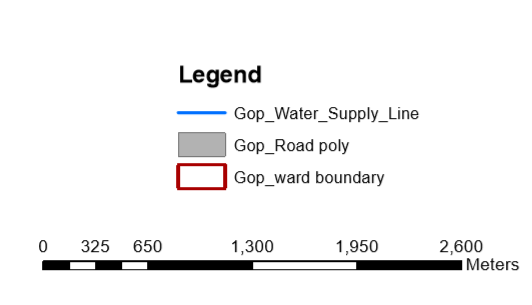 Legend
Gop_Water_Supply_Line
Gop_Road poly
Gop_ward boundary
0 325 650 1,300 1,950 2,600
Meters